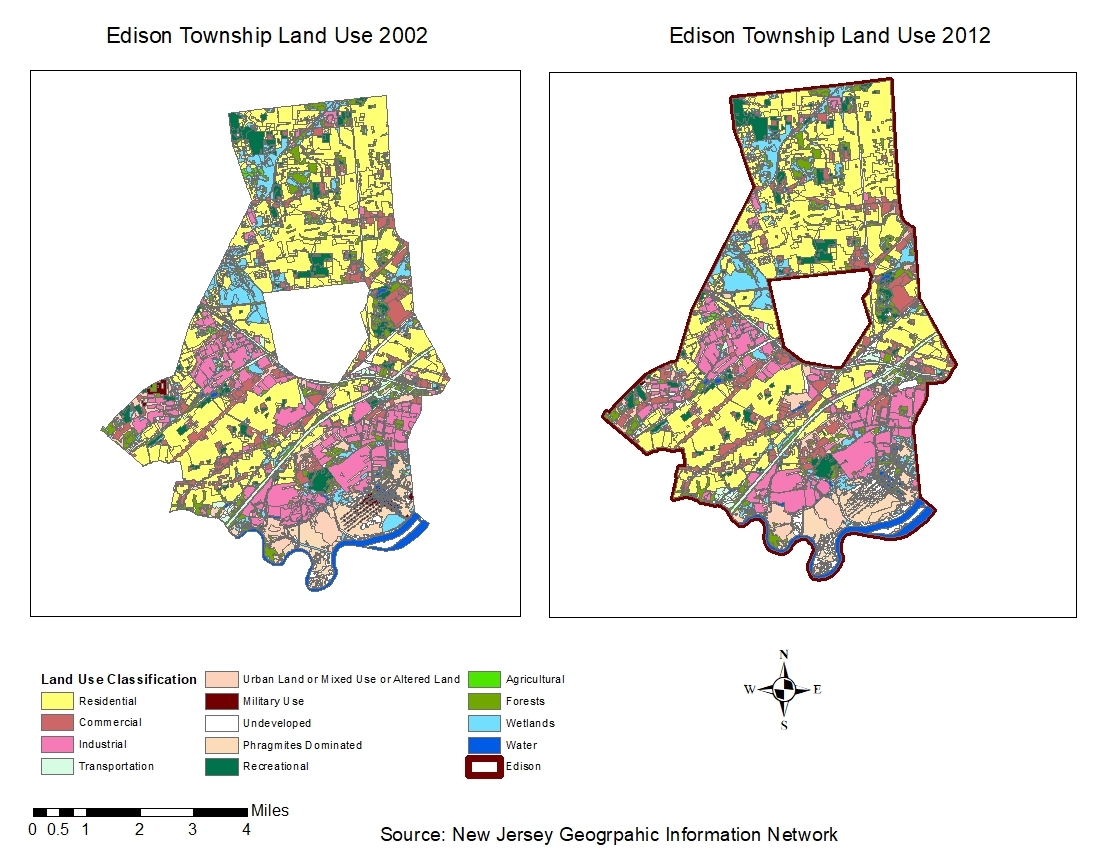 Edison Township Land Use 2002
Edison Township Land Use 2012
Land Use Classification
Residential
Commercial
Industrial
Transportation
Urban Land or Mixed Use or Altered Land
Military Use
Undeveloped
Phragmites Dominated
Recreational
Agricultural
Forests
Wetlands
Water
Edison
N
W E
S
Miles
0 0.5 1 2 3 4
Source: New Jersey Geogrpahic Information Network